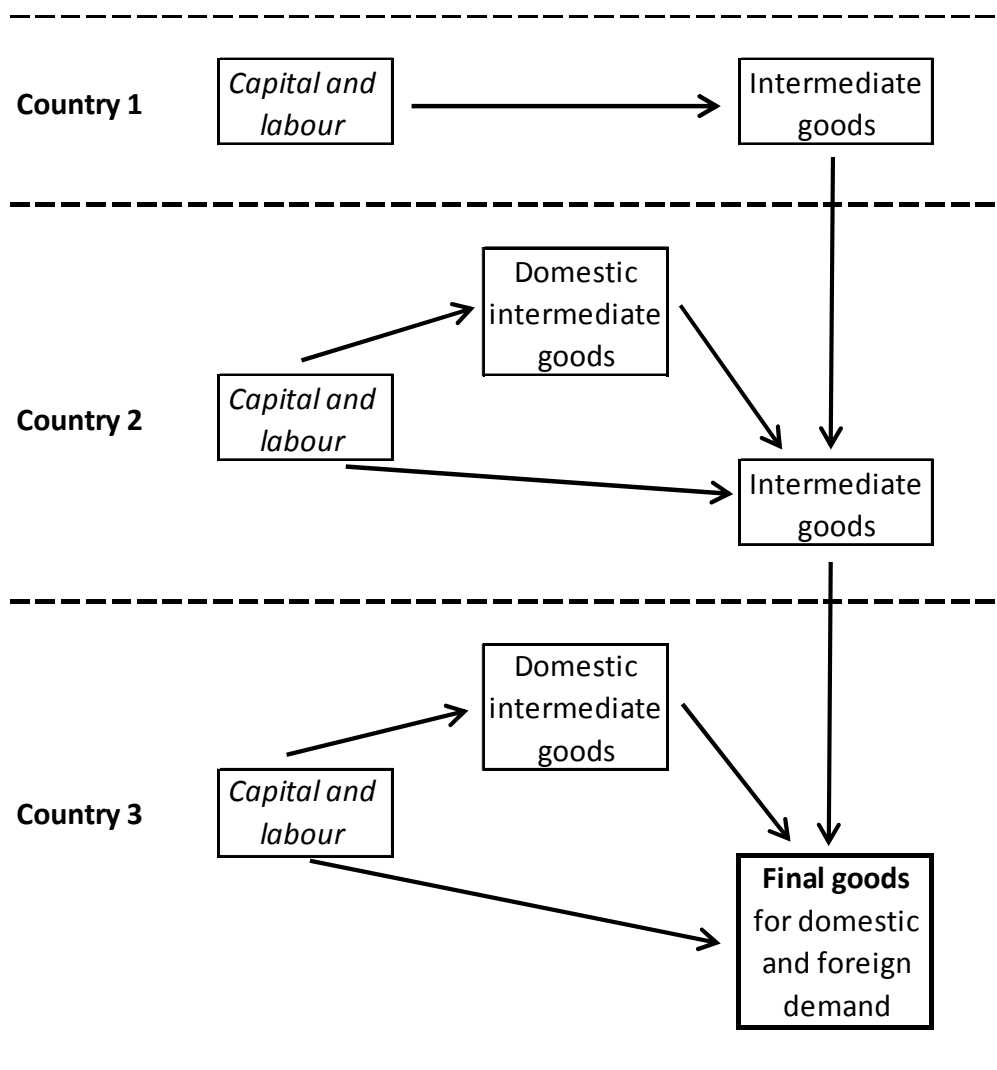 Country 1
Capital and
labour
Intermediate
goods
Country 2
Domestic
intermediate
goods
Capital and
labour
Intermediate
goods
Country 3
Domestic
intermediate
goods
Capital and
labour
Final goods
for domestic
and foreign
demand